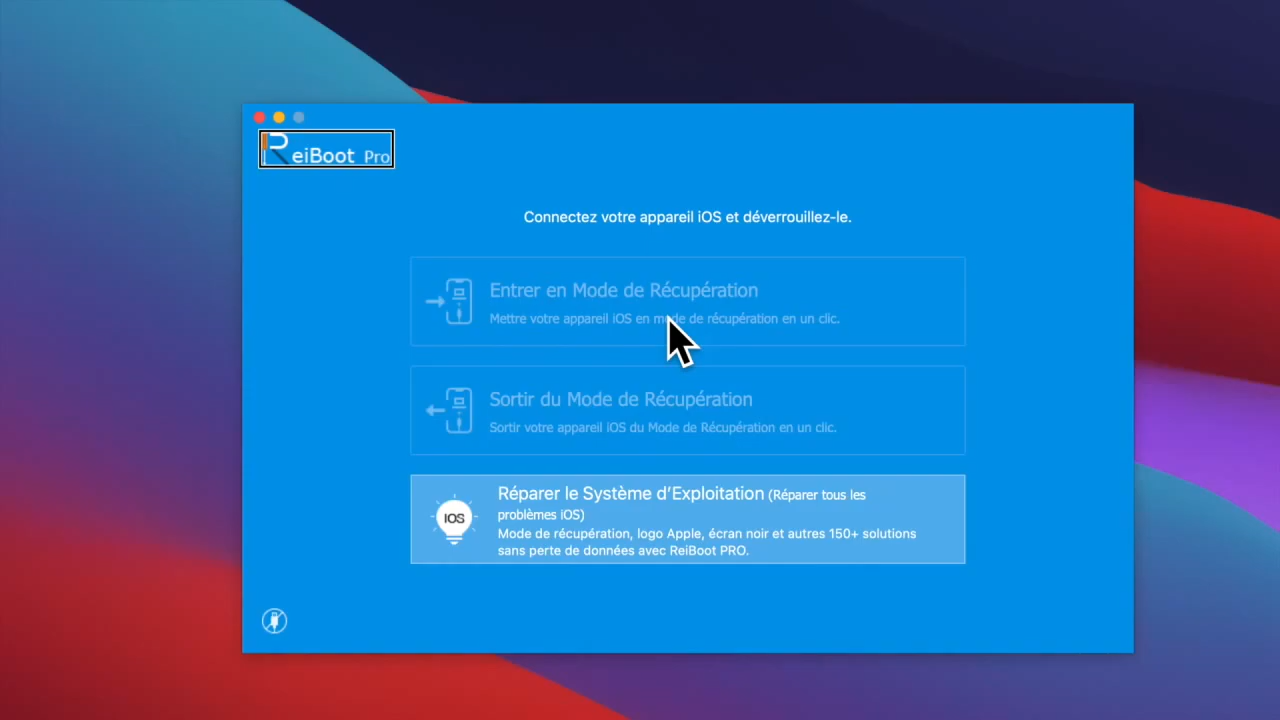 ReiBoot Pro
Connectez votre appareil iOS et déverrouillez-le.
Entrer en Mode de Récupération
Mettre votre appareil iOS en mode de récupération en un clic.
Sortir du Mode de Récupération
Sortir votre appareil iOS du Mode de Récupération en un clic.
iOS
Réparer le Système d'Exploitation (Réparer tous les
problèmes iOS)
Mode de récupération, logo Apple, écran noir et autres 150+ solutions
sans perte de données avec ReiBoot PRO.